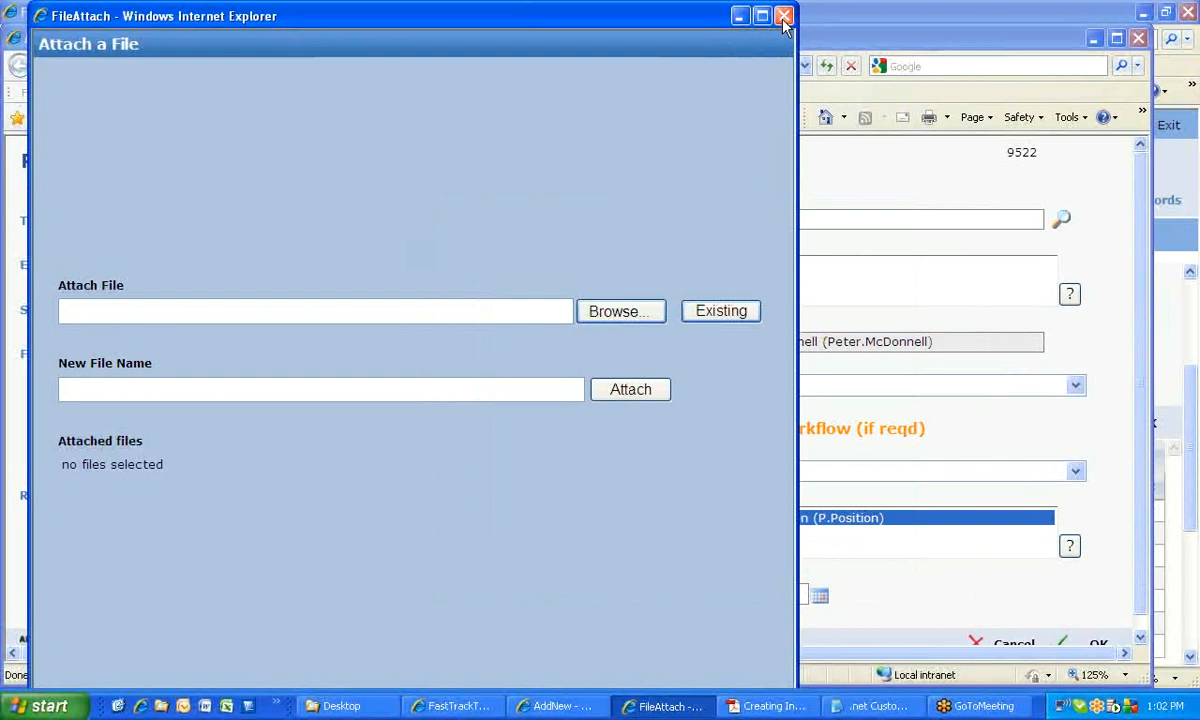 FileAttach - Windows Internet Explorer
Attach a File
Google
Page
Safety
Tools
Exit
9522
ords
Attach File
Browse...
Existing
?
New File Name
Attach
ell (Peter.McDonnell)
rkflow (if reqd)
Attached files
no files selected
n (P.Position)
?
Cancel
OK
Done
Local intranet
125%
start
Desktop
FastTrackT...
AddNew - ...
FileAttach -...
Creating In...
.net Custo...
GoToMeeting
1:02 PM